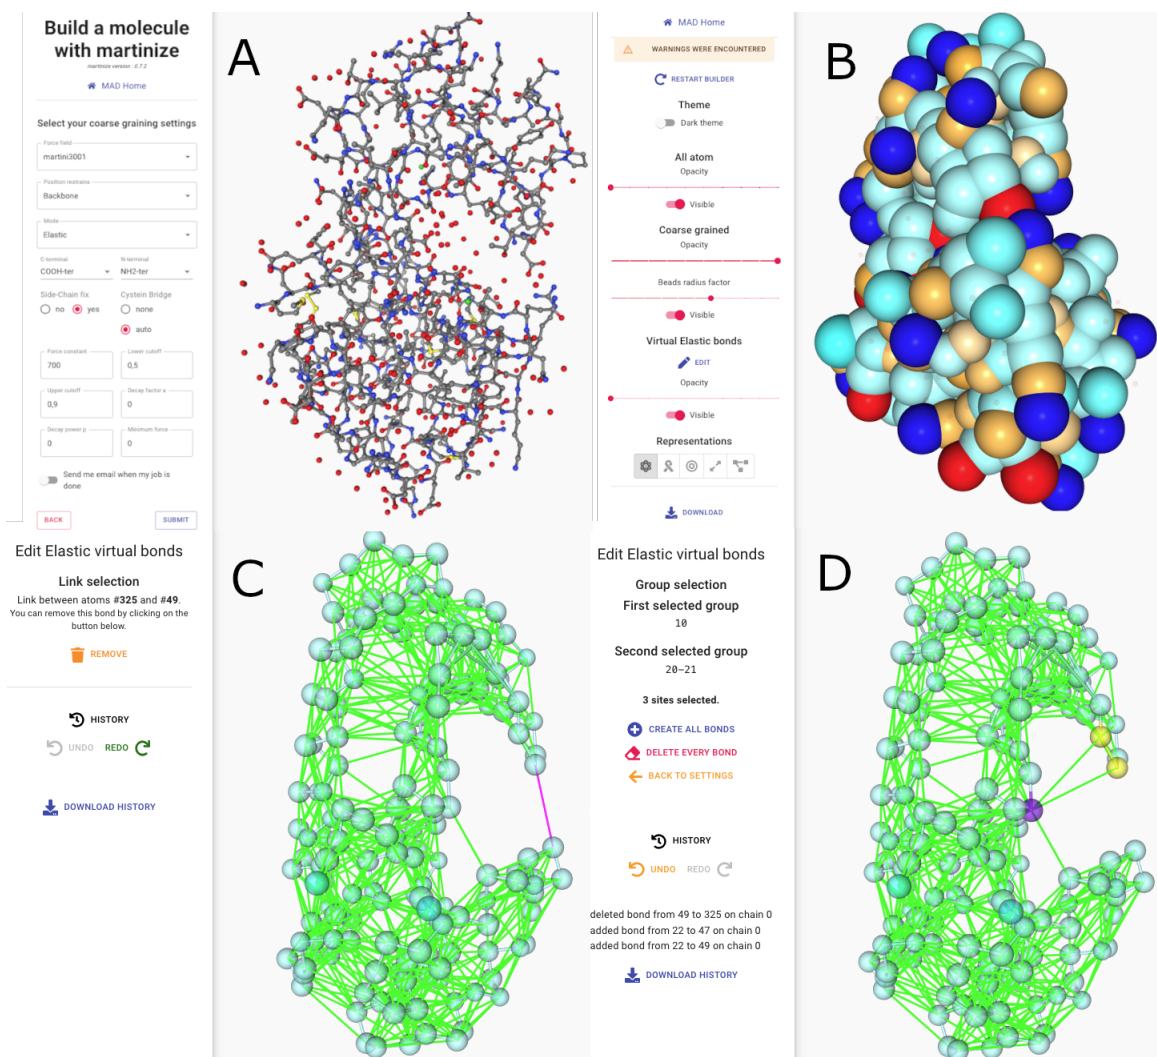 Build a molecule
with martinize
martinize version : 0.7.2
MAD Home
Select your coarse graining settings
Force field
martini3001
Position restrains
Backbone
Mode
Elastic
C-terminal
N-terminal
COOH-ter
NH2-ter
Side-Chain fix
Cystein Bridge
no
yes
none
auto
Force constant
Lower cutoff
700
0,5
Upper cutoff
Decay factor a
0,9
0
Decay power p
Minimum force
0
0
Send me email when my job is
done
BACK
SUBMIT
A
MAD Home
WARNINGS WERE ENCOUNTERED
RESTART BUILDER
Theme
Dark theme
All atom
Opacity
Visible
Coarse grained
Opacity
Beads radius factor
Visible
Virtual Elastic bonds
EDIT
Opacity
Visible
Representations
DOWNLOAD
B
Edit Elastic virtual bonds
Link selection
Link between atoms #325 and #49.
You can remove this bond by clicking on the
button below.
REMOVE
HISTORY
UNDO REDO
DOWNLOAD HISTORY
C
Edit Elastic virtual bonds
Group selection
First selected group
10
Second selected group
20-21
3 sites selected.
CREATE ALL BONDS
DELETE EVERY BOND
BACK TO SETTINGS
HISTORY
UNDO REDO
deleted bond from 49 to 325 on chain 0
added bond from 22 to 47 on chain 0
added bond from 22 to 49 on chain 0
DOWNLOAD HISTORY
D